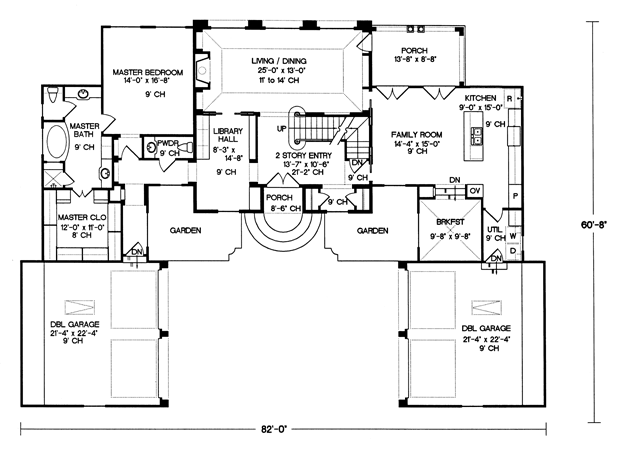 LIVING / DINING
25'-0" x 13'-0"
11' to 14' CH
PORCH
13'-8" x 8'-8"
MASTER BEDROOM
14'-0" x 16'-8"
9' CH
KITCHEN
9'-0" x 15'-0"
9' CH
R
MASTER
BATH
9' CH
PWDR
9' CH
LIBRARY
HALL
8'-3" x
14'-8"
9' CH
UP
2 STORY ENTRY
13'-7" x 10'-6"
21'-2" CH
DN
9' CH
FAMILY ROOM
14'-4" x 15'-0"
9' CH
DN
OV
P
PORCH
8'-6" CH
9' CH
MASTER CLO
12'-0" x 11'-0"
8' CH
GARDEN
GARDEN
BRKFST
9'-8" x 9'-8"
UTIL
9' CH
W
D
DN
DN
60'-8"
DBL GARAGE
21'-4" x 22'-4"
9' CH
DBL GARAGE
21'-4" x 22'-4"
9' CH
82'-0"